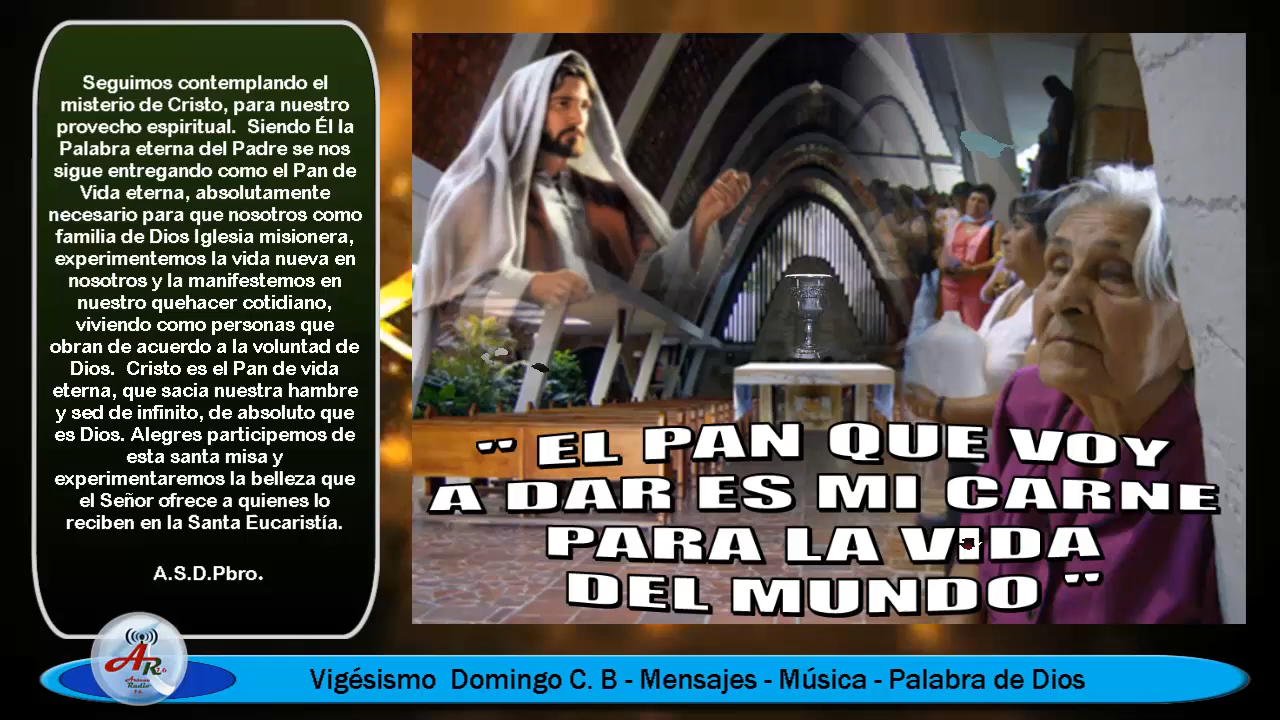 Seguimos contemplando el
misterio de Cristo, para nuestro
provecho espiritual. Siendo Él la
Palabra eterna del Padre se nos
sigue entregando como el Pan de
Vida eterna, absolutamente
necesario para que nosotros como
familia de Dios Iglesia misionera,
experimentemos la vida nueva en
nosotros y la manifestemos en
nuestro quehacer cotidiano,
viviendo como personas que
obran de acuerdo a la voluntad de
Dios. Cristo es el Pan de vida
eterna, que sacia nuestra hambre
y sed de infinito, de absoluto que
es Dios. Alegres participemos de
esta santa misa y
experimentaremos la belleza que
el Señor ofrece a quienes lo
reciben en la Santa Eucaristía.
A.S.D.Pbro.
" EL PAN QUE VOY
A DAR ES MI CARNE
PARA LA VIDA
DEL MUNDO "
AR
Radio
Vigésismo Domingo C. B - Mensajes - Música - Palabra de Dios